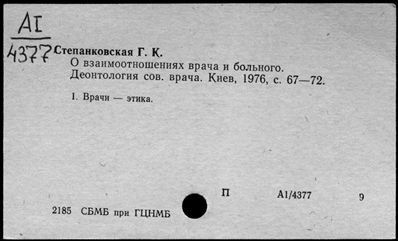 AI
4377
Степанковская Г. К.
О взаимоотношениях врача и больного.
Деонтология сов. врача. Киев, 1976, с. 67—72.
1. Врачи — этика.
П А1/4377 9
2185 СБМБ при ГЦНМБ